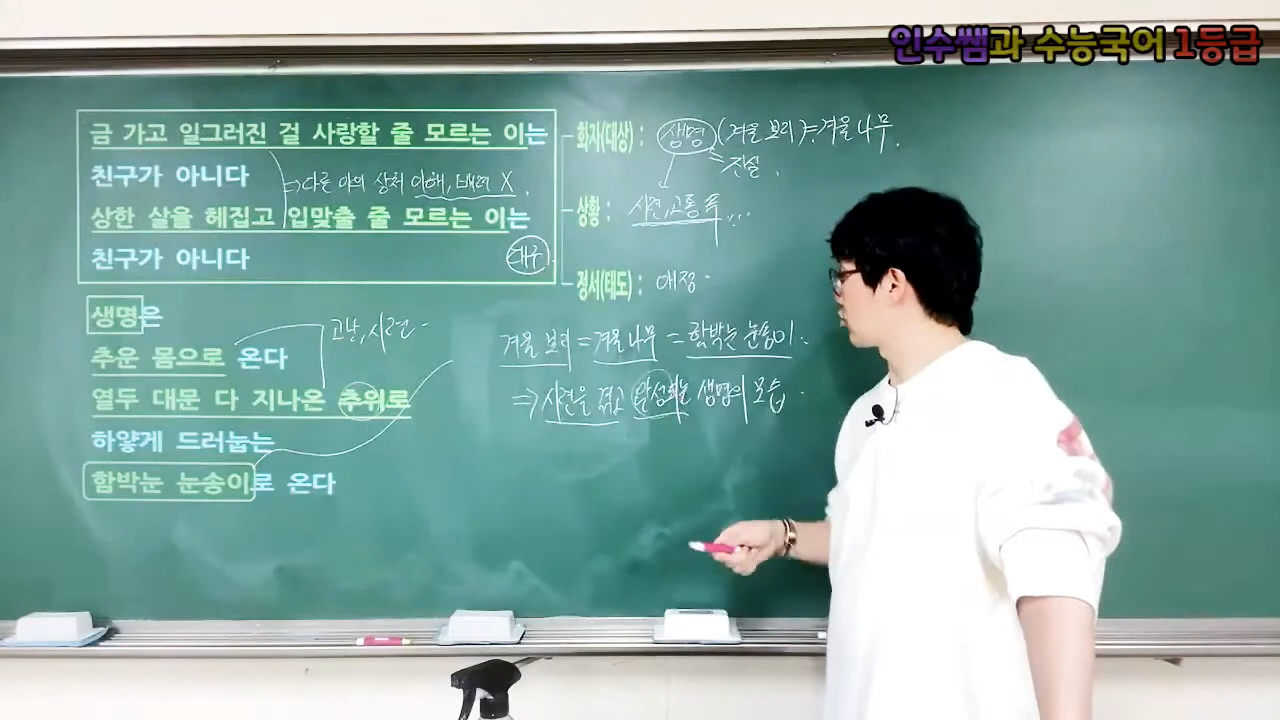 인수쌤과 수능국어 1등급
금 가고 일그러진 걸 사랑할 줄 모르는 이는
친구가 아니다
⇒다른 이의 상처 이해, 배려 X.
상한 살을 헤집고 입맞출 줄 모르는 이는
친구가 아니다
대구
생명은
추운 몸으로 온다
고난, 시련
열두 대문 다 지나온 추위로
하얗게 드러눕는
함박눈 눈송이로 온다
화자(대상) : 생명 (겨울 보리 ) 겨울 나무.
진실.
상황 : 시련, 고통 속 ...
정서(태도) : 애정.
겨울 보리 = 겨울 나무 = 함박눈 눈송이.
⇒ 시련을 겪고 완성되는 생명의 모습.